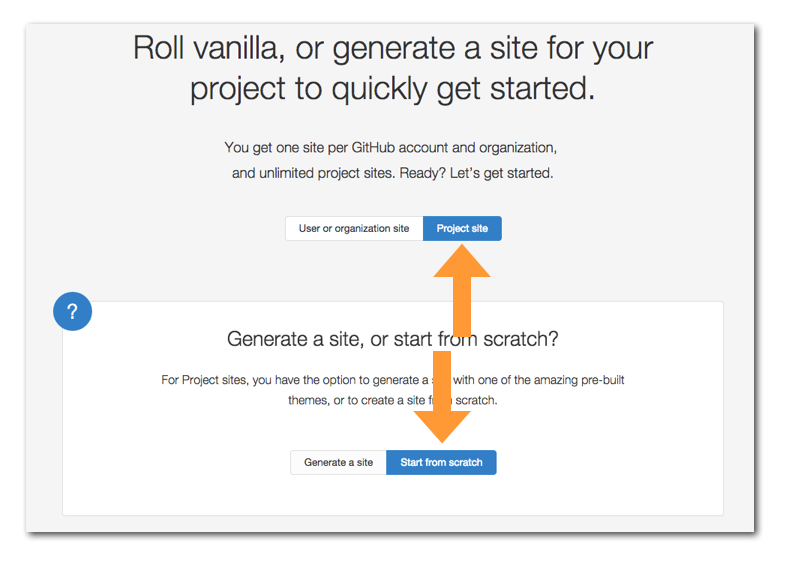 Roll vanilla, or generate a site for your
project to quickly get started.
You get one site per GitHub account and organization,
and unlimited project sites. Ready? Let's get started.
User or organization site Project site
?
Generate a site, or start from scratch?
For Project sites, you have the option to generate a with one of the amazing pre-built
themes, or to create a site scratch.
Generate a site Start from scratch